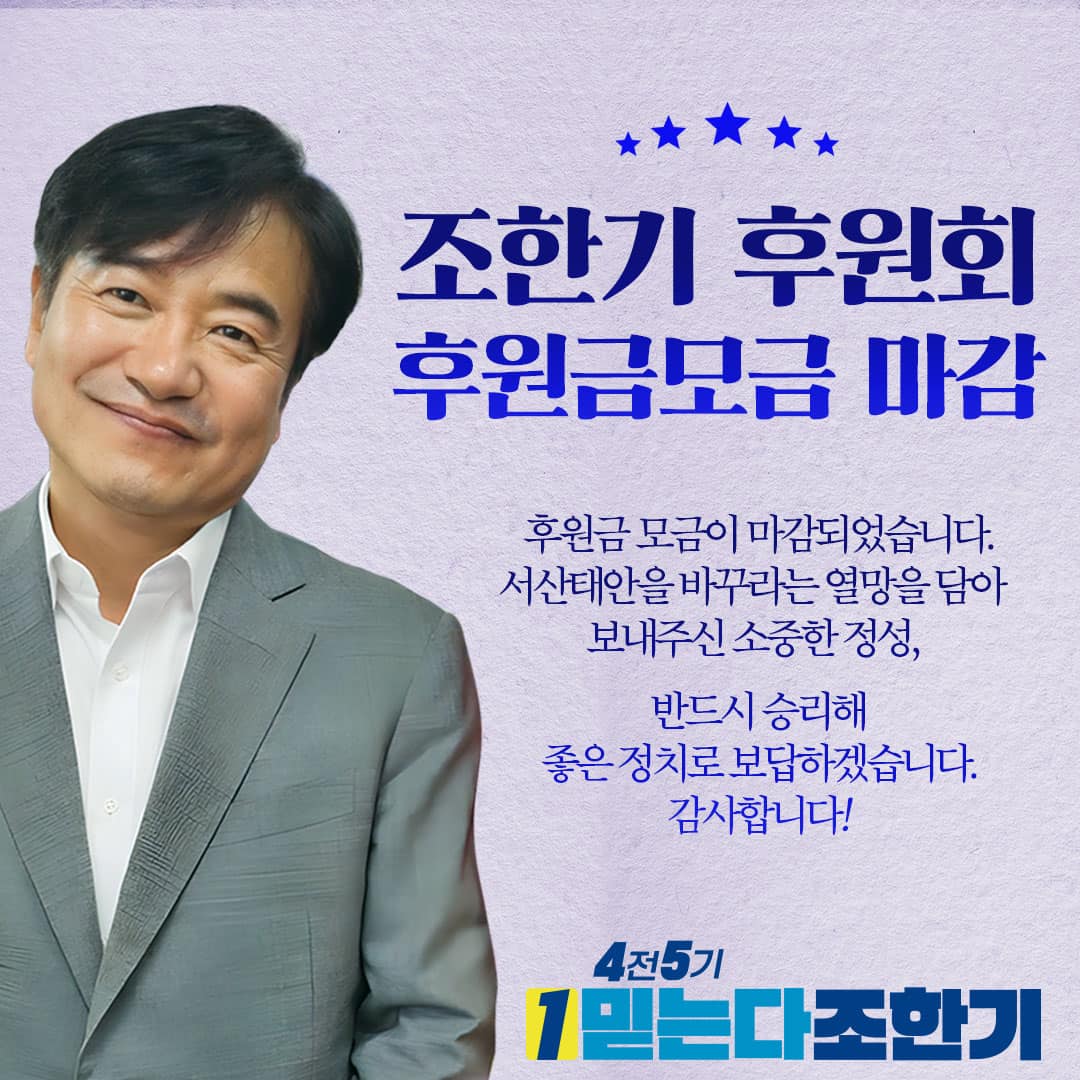 조한기 후원회
후원금모금 마감
후원금 모금이 마감되었습니다.
서산태안을 바꾸라는 열망을 담아
보내주신 소중한 정성,
반드시 승리해
좋은 정치로 보답하겠습니다.
감사합니다!
4전5기
1 믿는다조한기